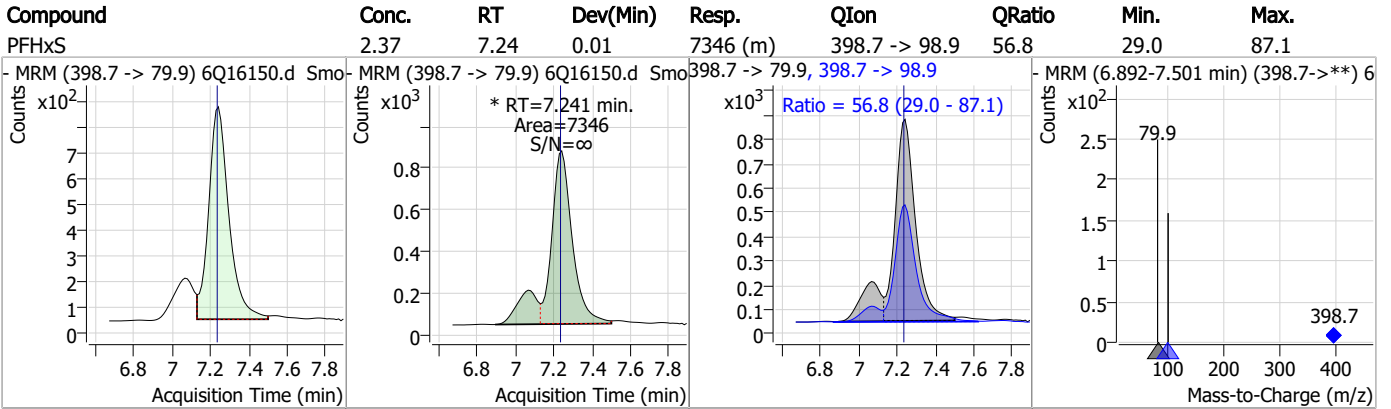 Compound Conc. RT Dev(Min) Resp. QIon QRatio Min. Max.
PFHxS 2.37 7.24 0.01 7346 (m) 398.7 -> 98.9 56.8 29.0 87.1
- MRM (398.7 -> 79.9) 6Q16150.d Smo
Counts
x10²
7
6
5
4
3
2
1
0
6.8 7 7.2 7.4 7.6 7.8
Acquisition Time (min)
- MRM (398.7 -> 79.9) 6Q16150.d Smo
Counts
x10³
* RT=7.241 min.
Area=7346
S/N=∞
0.8
0.6
0.4
0.2
0
6.8 7 7.2 7.4 7.6 7.8
Acquisition Time (min)
398.7 -> 79.9, 398.7 -> 98.9
x10³
Ratio = 56.8 (29.0 - 87.1)
0.8
0.7
0.6
0.5
0.4
0.3
0.2
0.1
0
6.8 7 7.2 7.4 7.6 7.8
Acquisition Time (min)
- MRM (6.892-7.501 min) (398.7->**) 6
Counts
x10²
79.9
2.5
2
1.5
1
0.5
0
398.7
100 200 300 400
Mass-to-Charge (m/z)